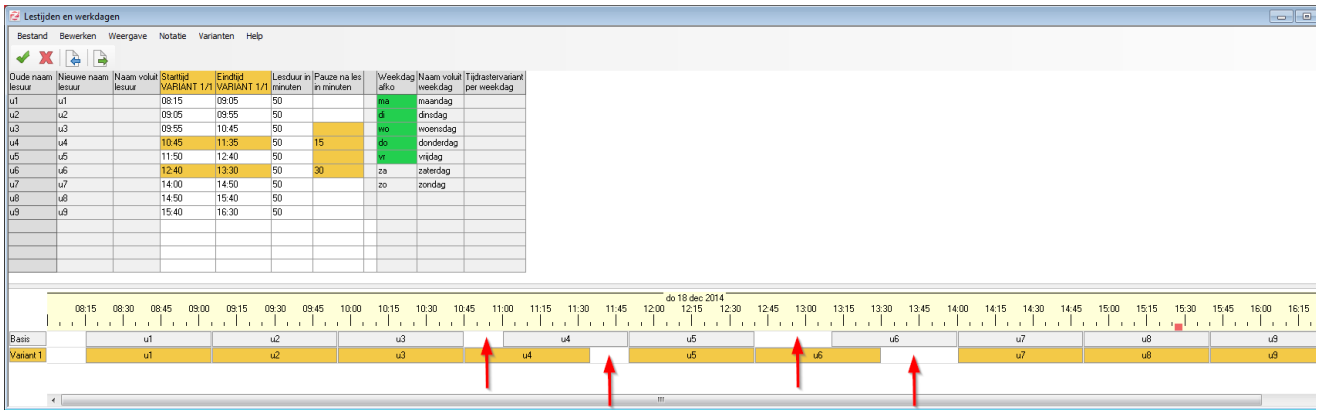 Lestijden en werkdagen
Bestand Bewerken Weergave Notatie Varianten Help
Oude naam lesuur Nieuwe naam lesuur Naam voluit lesuur Starttijd VARIANT 1/1 Eindtijd VARIANT 1/1 Lesduur in minuten Pauze na les in minuten Weekdag afko Naam voluit weekdag Tijdrastervariant per weekdag
u1 u1 08:15 09:05 50 ma maandag
u2 u2 09:05 09:55 50 di dinsdag
u3 u3 09:55 10:45 50 wo woensdag
u4 u4 10:45 11:35 50 15 do donderdag
u5 u5 11:50 12:40 50 vr vrijdag
u6 u6 12:40 13:30 50 30 za zaterdag
u7 u7 14:00 14:50 50 zo zondag
u8 u8 14:50 15:40 50
u9 u9 15:40 16:30 50
do 18 dec 2014
08:15 08:30 08:45 09:00 09:15 09:30 09:45 10:00 10:15 10:30 10:45 11:00 11:15 11:30 11:45 12:00 12:15 12:30 12:45 13:00 13:15 13:30 13:45 14:00 14:15 14:30 14:45 15:00 15:15 15:30 15:45 16:00 16:15
Basis u1 u2 u3 u4 u5 u6 u7 u8 u9
Variant 1 u1 u2 u3 u4 u5 u6 u7 u8 u9